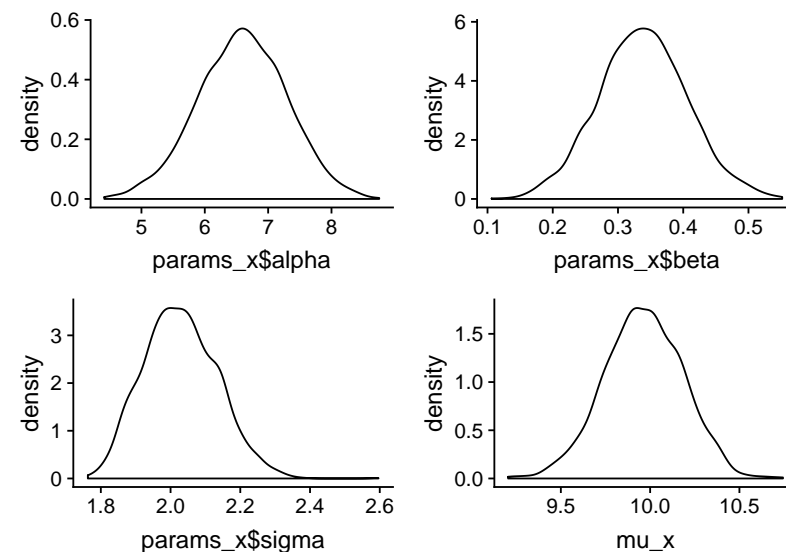 density
0.6
0.4
0.2
0.0
5 6 7 8
params_x$alpha
density
6
4
2
0
0.1 0.2 0.3 0.4 0.5
params_x$beta
density
3
2
1
0
1.8 2.0 2.2 2.4 2.6
params_x$sigma
density
1.5
1.0
0.5
0.0
9.5 10.0 10.5
mu_x